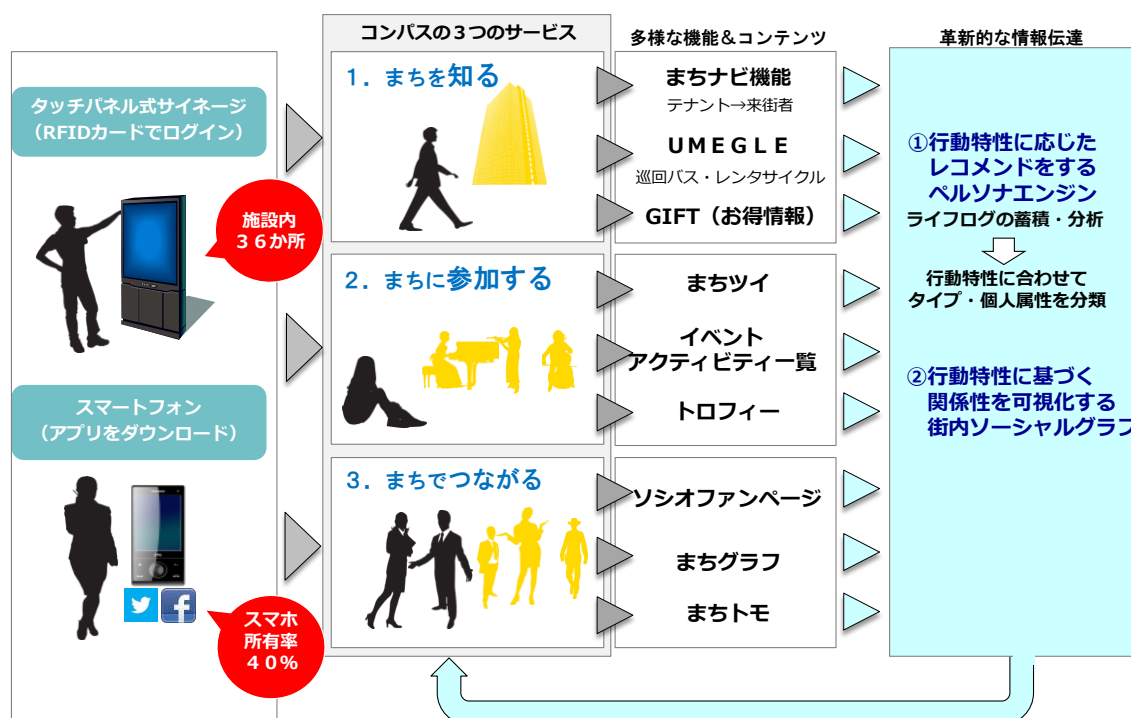 コンパスの３つのサービス
多様な機能＆コンテンツ
革新的な情報伝達
タッチパネル式サイネージ
（RFIDカードでログイン）
施設内
３６か所
スマートフォン
（アプリをダウンロード）
スマホ
所有率
４０％
１．まちを知る
２．まちに参加する
３．まちでつながる
まちナビ機能
テナント→来街者
ＵＭＥＧＬＥ
巡回バス・レンタサイクル
GIFT（お得情報）
まちツイ
イベント
アクティビティ一覧
トロフィー
ソシオファンページ
まちグラフ
まちトモ
①行動特性に応じた
レコメンドをする
ペルソナエンジン
ライフログの蓄積・分析
行動特性に合わせて
タイプ・個人属性を分類
②行動特性に基づく
関係性を可視化する
街内ソーシャルグラフ